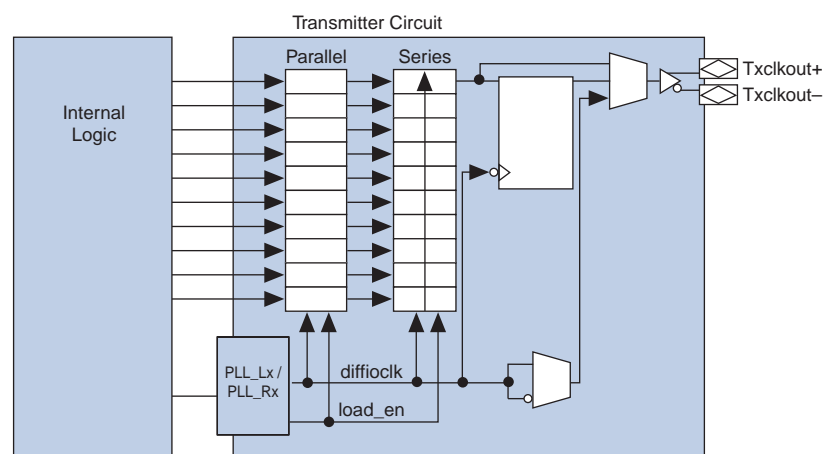 Transmitter Circuit
Parallel
Series
Txclkout+
Txclkout–
Internal
Logic
PLL_Lx /
PLL_Rx
diffioclk
load_en